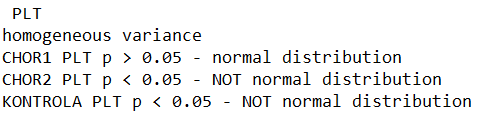 PLT
homogeneous variance
CHOR1 PLT p > 0.05 - normal distribution
CHOR2 PLT p < 0.05 - NOT normal distribution
KONTROLA PLT p < 0.05 - NOT normal distribution